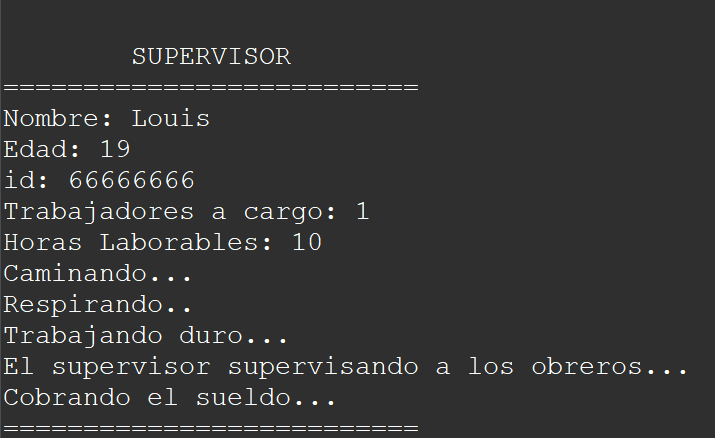 SUPERVISOR
==========================
Nombre: Louis
Edad: 19
id: 66666666
Trabajadores a cargo: 1
Horas Laborables: 10
Caminando...
Respirando..
Trabajando duro...
El supervisor supervisando a los obreros...
Cobrando el sueldo...
==========================